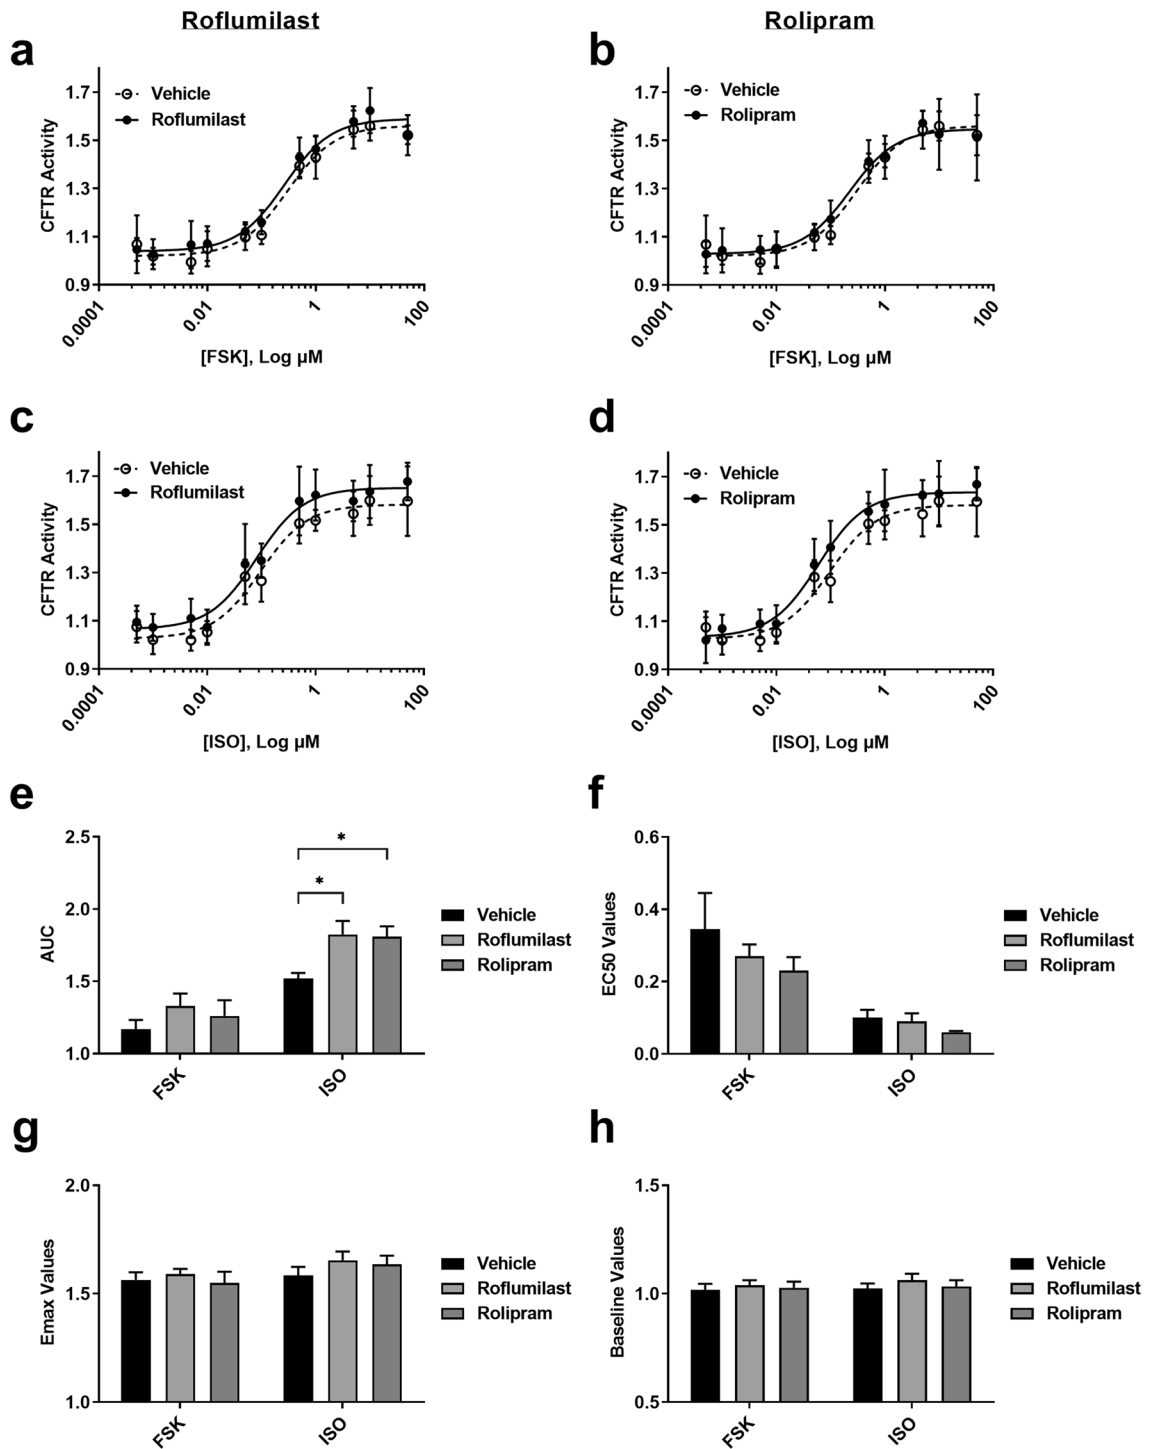 Roflumilast
Rolipram
a
CFTR Activity
1.7
1.5
1.3
1.1
0.9
Vehicle
Roflumilast
0.0001
0.01
1
100
[FSK], Log µM
b
CFTR Activity
1.7
1.5
1.3
1.1
0.9
Vehicle
Rolipram
0.0001
0.01
1
100
[FSK], Log µM
c
CFTR Activity
1.7
1.5
1.3
1.1
0.9
Vehicle
Roflumilast
0.0001
0.01
1
100
[ISO], Log µM
d
CFTR Activity
1.7
1.5
1.3
1.1
0.9
Vehicle
Rolipram
0.0001
0.01
1
100
[ISO], Log µM
e
AUC
2.5
2.0
1.5
1.0
*
*
FSK
ISO
Vehicle
Roflumilast
Rolipram
f
EC50 Values
0.6
0.4
0.2
0.0
FSK
ISO
Vehicle
Roflumilast
Rolipram
g
Emax Values
2.0
1.5
1.0
FSK
ISO
Vehicle
Roflumilast
Rolipram
h
Baseline Values
1.5
1.0
0.5
FSK
ISO
Vehicle
Roflumilast
Rolipram